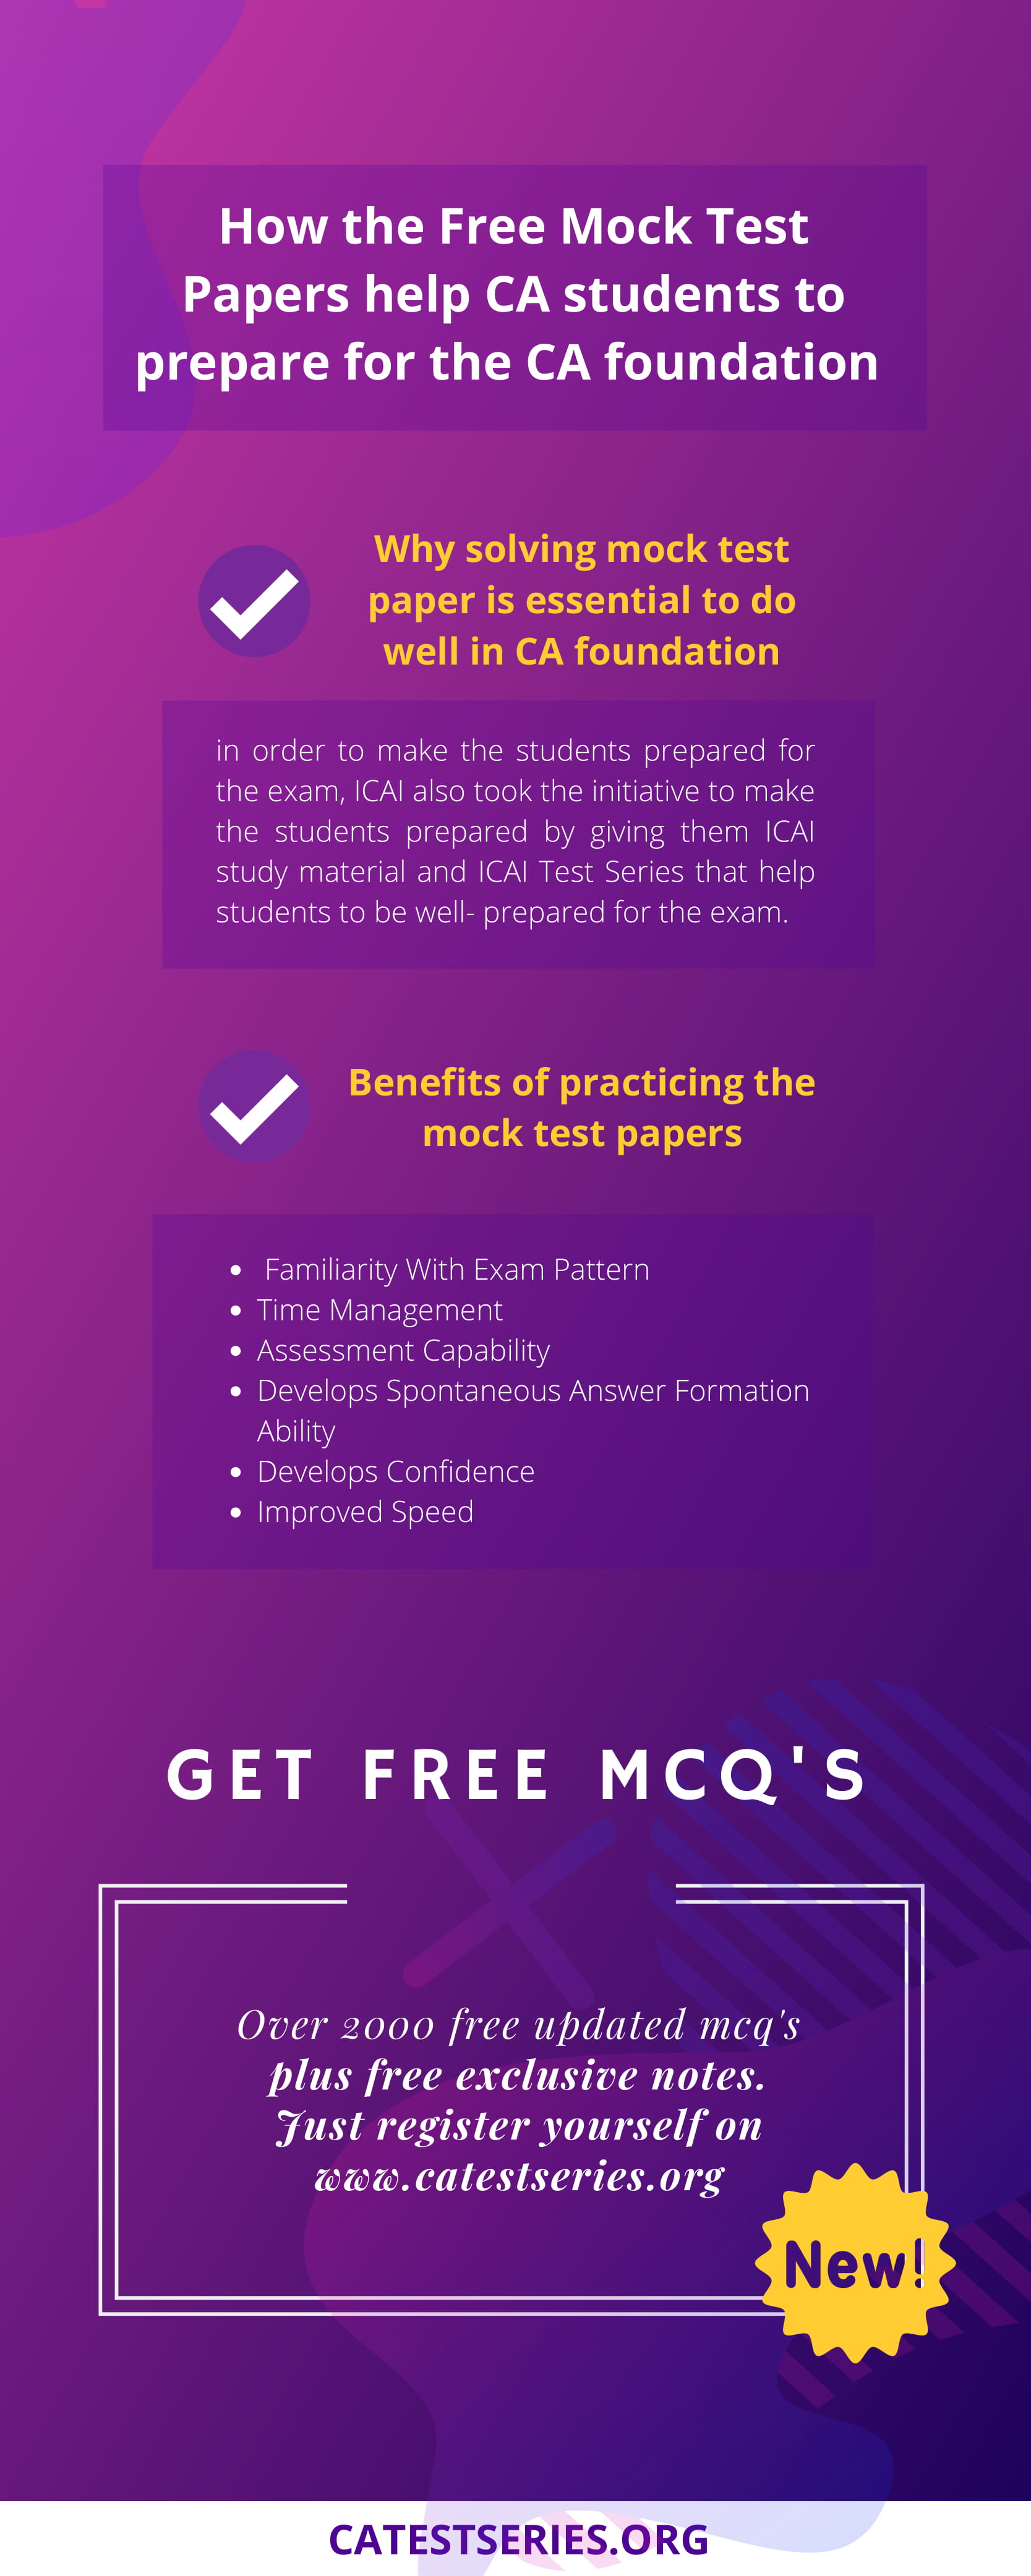 How the Free Mock Test
Papers help CA students to
prepare for the CA foundation
Why solving mock test
paper is essential to do
well in CA foundation
in order to make the students prepared for
the exam, ICAI also took the initiative to make
the students prepared by giving them ICAI
study material and ICAI Test Series that help
students to be well- prepared for the exam.
Benefits of practicing the
mock test papers
• Familiarity With Exam Pattern
• Time Management
• Assessment Capability
• Develops Spontaneous Answer Formation
Ability
• Develops Confidence
• Improved Speed
GET FREE MCQ'S
Over 2000 free updated mcq's
plus free exclusive notes.
Just register yourself on
www.catestseries.org
New!
CATESTSERIES.ORG